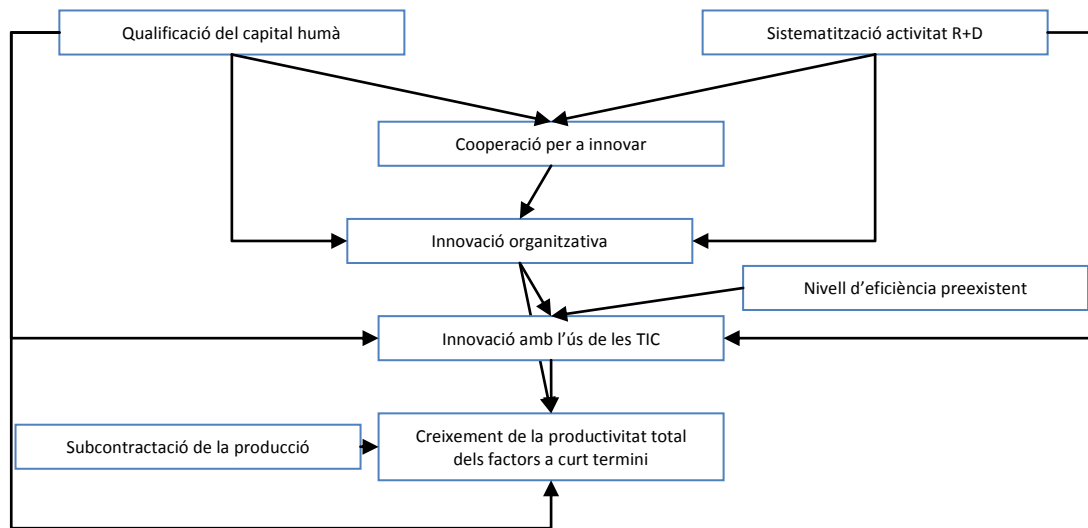 Qualificació del capital humà
Sistematització activitat R+D
Cooperació per a innovar
Innovació organitzativa
Nivell d’eficiència preexistent
Innovació amb l’ús de les TIC
Subcontractació de la producció
Creixement de la productivitat total
dels factors a curt termini